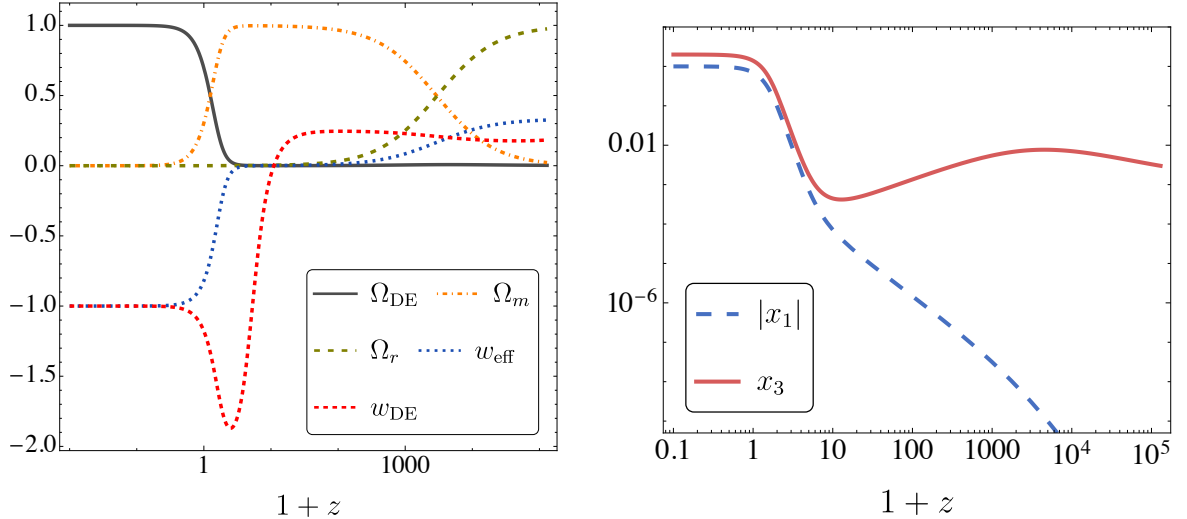 1.0
0.5
0.0
−0.5
−1.0
−1.5
−2.0
1 1000
1 + z
Ω_DE Ω_m
Ω_r w_eff
w_DE
0.01
10^-6
0.1 1 10 100 1000 10^4 10^5
1 + z
|x_1|
x_3